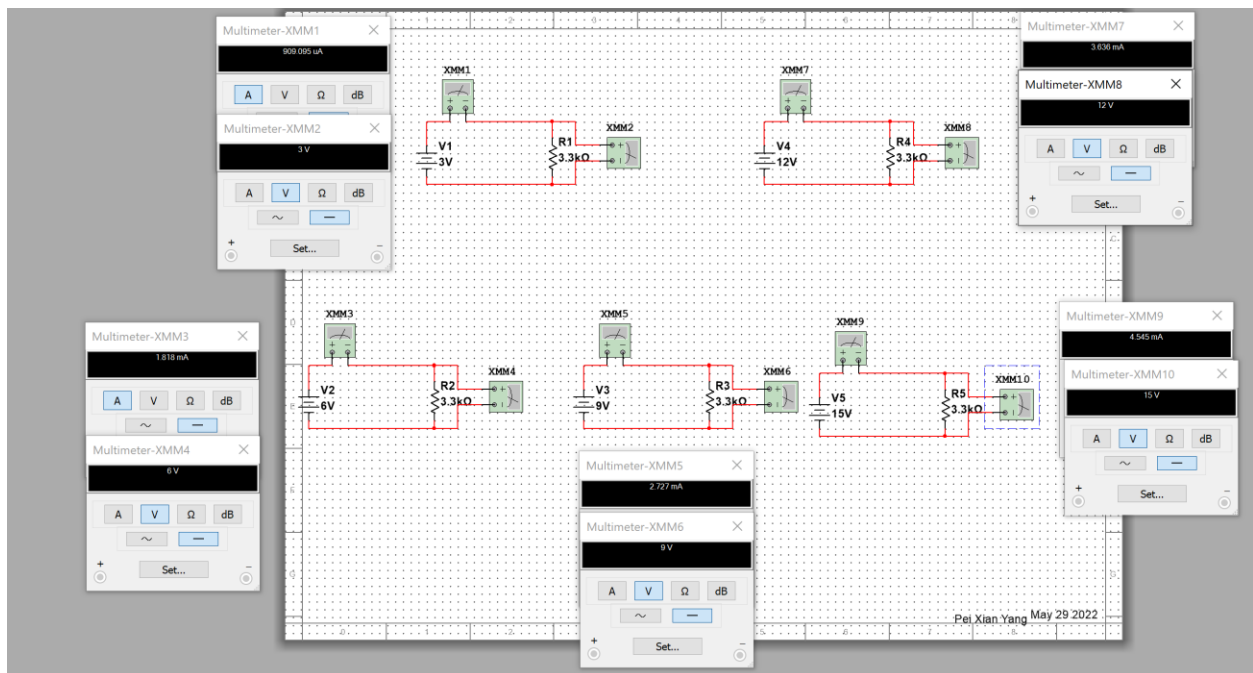 Multimeter-XMM1 ×
909.095 uA
A V Ω dB
Multimeter-XMM2 ×
3 V
A V Ω dB
~ —
+ Set... –
XMM1
V1
3V
R1
3.3kΩ
XMM2
+
–
XMM7
V4
12V
R4
3.3kΩ
XMM8
Multimeter-XMM7 ×
3.636 mA
Multimeter-XMM8 ×
12 V
A V Ω dB
~ —
+ Set... –
Multimeter-XMM3 ×
1.818 mA
A V Ω dB
~ —
Multimeter-XMM4 ×
6 V
A V Ω dB
~ —
+ Set... –
XMM3
V2
6V
R2
3.3kΩ
XMM4
XMM5
V3
9V
R3
3.3kΩ
XMM6
XMM9
V5
15V
R5
3.3kΩ
XMM10
Multimeter-XMM5 ×
2.727 mA
Multimeter-XMM6 ×
9 V
A V Ω dB
~ —
+ Set... –
Multimeter-XMM9 ×
4.545 mA
Multimeter-XMM10 ×
15 V
A V Ω dB
~ —
+ Set... –
Pei Xian Yang May 29 2022